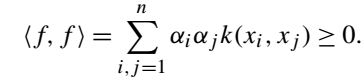 ⟨f, f⟩ = ∑_{i,j=1}^{n} α_i α_j k(x_i, x_j) ≥ 0.